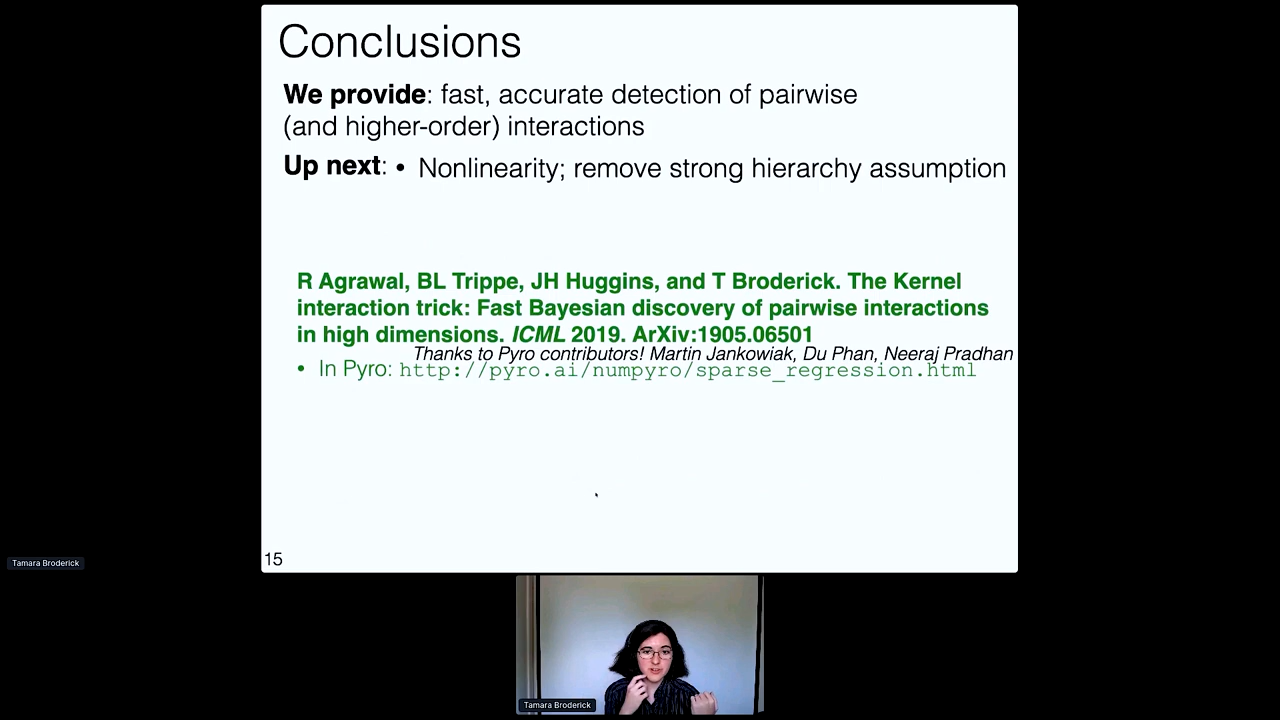 Conclusions
We provide: fast, accurate detection of pairwise
(and higher-order) interactions
Up next: • Nonlinearity; remove strong hierarchy assumption
R Agrawal, BL Trippe, JH Huggins, and T Broderick. The Kernel
interaction trick: Fast Bayesian discovery of pairwise interactions
in high dimensions. ICML 2019. ArXiv:1905.06501
Thanks to Pyro contributors! Martin Jankowiak, Du Phan, Neeraj Pradhan
• In Pyro: http://pyro.ai/numpyro/sparse_regression.html
15
Tamara Broderick
Tamara Broderick